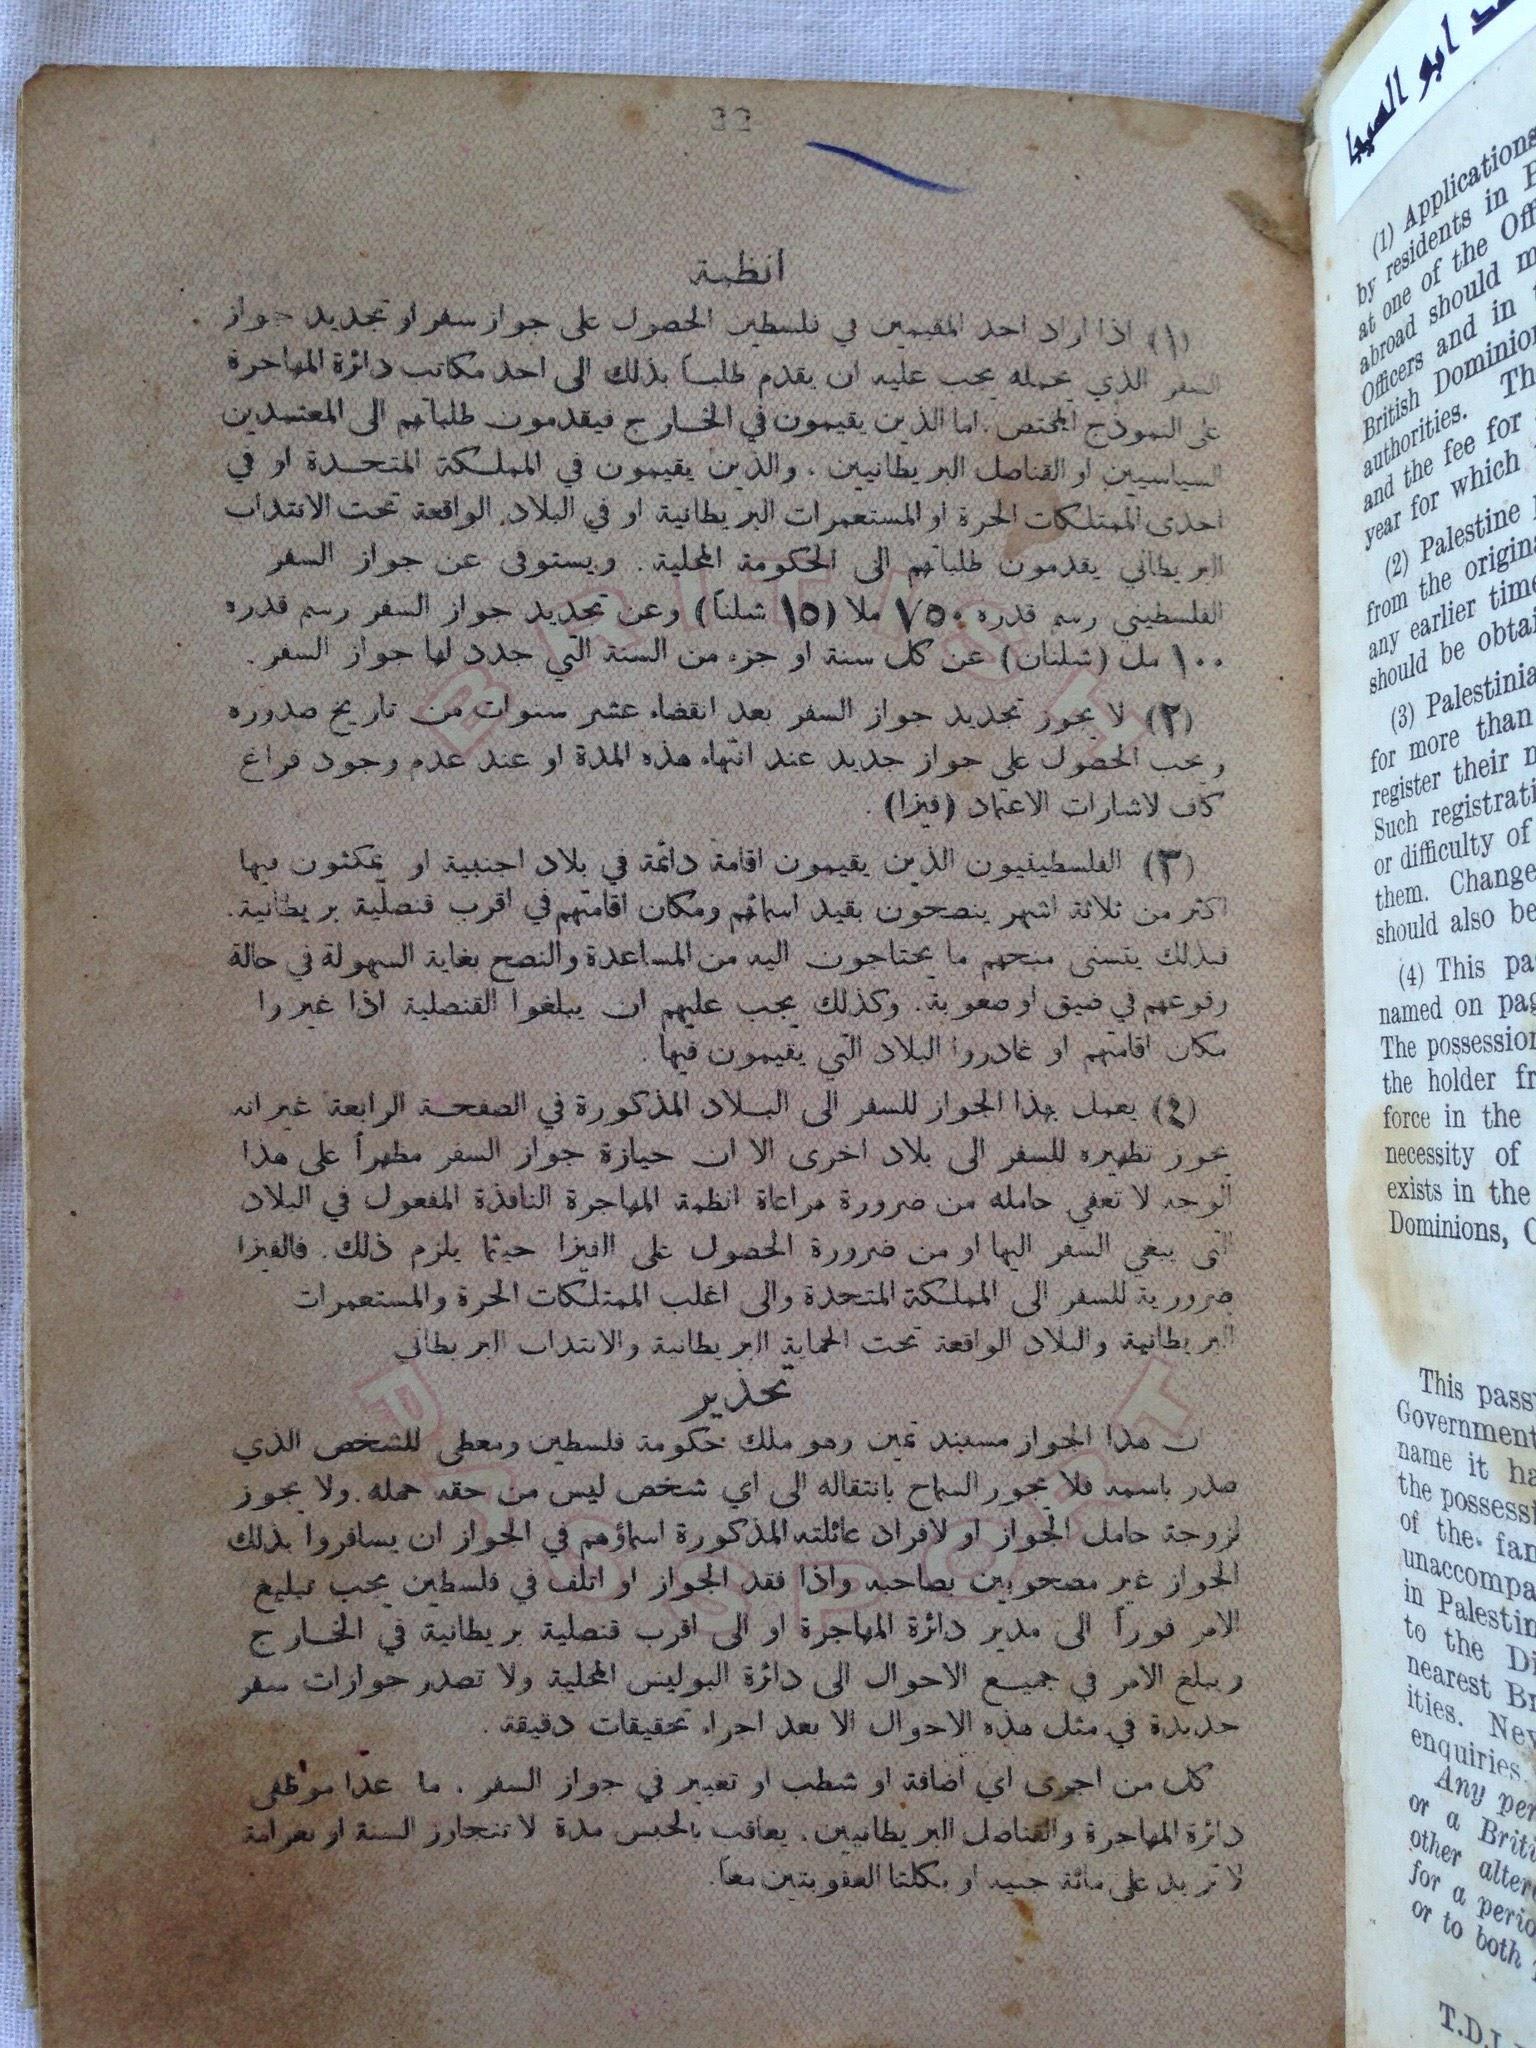 22
انظمة
(١) اذا اراد احد المقيمين في فلسطين الحصول على جواز سفر او تجديد جواز
السفر الذي يحمله يجب عليه ان يقدم طلباً بذلك الى احد مكاتب دائرة المهاجرة
على النموذج المختص. اما الذين يقيمون في الخارج فيقدمون طلباتهم الى المعتمدين
السياسيين او القناصل البريطانيين. والذين يقيمون في المملكة المتحدة او في
احدى الممتلكات الحرة او المستعمرات البريطانية او في البلاد الواقعة تحت الانتداب
البريطاني يقدمون طلباتهم الى الحكومة المحلية. ويستوفى عن جواز السفر
الفلسطيني رسم قدره ٧٥٠ ملا (١٥ شلناً) وعن تجديد جواز السفر رسم قدره
١٠٠ مل (شلنان) عن كل سنة او جزء من السنة التي جدد لها جواز السفر.
(٢) لا يجوز تجديد جواز السفر بعد انقضاء عشر سنوات من تاريخ صدوره
ويجب الحصول على جواز جديد عند انتهاء هذه المدة او عند عدم وجود فراغ
كاف لاشارات الاعتماد (فيزا).
(٣) الفلسطينيون الذين يقيمون اقامة دائمة في بلاد اجنبية او يمكثون فيها
اكثر من ثلاثة اشهر ينصحون بقيد اسمائهم ومكان اقامتهم في اقرب قنصلية بريطانية.
فبذلك يتسنى منحهم ما يحتاجون اليه من المساعدة والنصح بغاية السهولة في حالة
وقوعهم في ضيق او صعوبة. وكذلك يجب عليهم ان يبلغوا القنصلية اذا غيروا
مكان اقامتهم او غادروا البلاد التي يقيمون فيها.
(٤) يعمل بهذا الجواز للسفر الى البلاد المذكورة في الصفحة الرابعة غير انه
يجوز تظهيره للسفر الى بلاد اخرى الا ان حيازة جواز السفر مظهراً على هذا
الوجه لا تعفي حامله من ضرورة مراعاة انظمة المهاجرة النافذة المفعول في البلاد
التي يبغي السفر اليها او من ضرورة الحصول على الفيزا حيثما يلزم ذلك. فالفيزا
ضرورية للسفر الى المملكة المتحدة والى اغلب الممتلكات الحرة والمستعمرات
البريطانية والبلاد الواقعة تحت الحماية البريطانية والانتداب البريطاني
تحذير
ان هذا الجواز مستند ثمين وهو ملك حكومة فلسطين ومعطى للشخص الذي
صدر باسمه فلا يجوز السماح بانتقاله الى اي شخص ليس من حقه حمله. ولا يجوز
لزوجة حامل الجواز او لافراد عائلته المذكورة اسماؤهم في الجواز ان يسافروا بذلك
الجواز غير مصحوبين بصاحبه واذا فقد الجواز او اتلف في فلسطين يجب تبليغ
الامر فوراً الى مدير دائرة المهاجرة او الى اقرب قنصلية بريطانية في الخارج
ويبلغ الامر في جميع الاحوال الى دائرة البوليس المحلية ولا تصدر جوازات سفر
جديدة في مثل هذه الاحوال الا بعد اجراء تحقيقات دقيقة.
كل من اجرى اي اضافة او شطب او تغيير في جواز السفر. ما عدا موظفى
دائرة المهاجرة والقناصل البريطانيين. يعاقب بالحبس مدة لا تتجاوز السنة او بغرامة
لا تزيد على مائة جنيه او بكلتا العقوبتين معاً.
BRITISH
PASSPORT
ابو الهيجا
(1) Applications
by residents in
at one of the
abroad should
Officers and in
British Dominion
authorities. Th
and the fee for
year for which
(2) Palestine
from the origin
any earlier time
should be obta
(3) Palestinia
for more than
register their
Such registrati
or difficulty of
them. Change
should also be
(4) This pa
named on pag
The possession
the holder fr
force in the
necessity of
exists in the
Dominions, C
This pass
Government
name it ha
the possessi
of the fam
unaccompa
in Palestin
to the Di
nearest Br
ities. New
enquiries.
Any per
or a Briti
other alter
for a perio
or to both
T.D.L